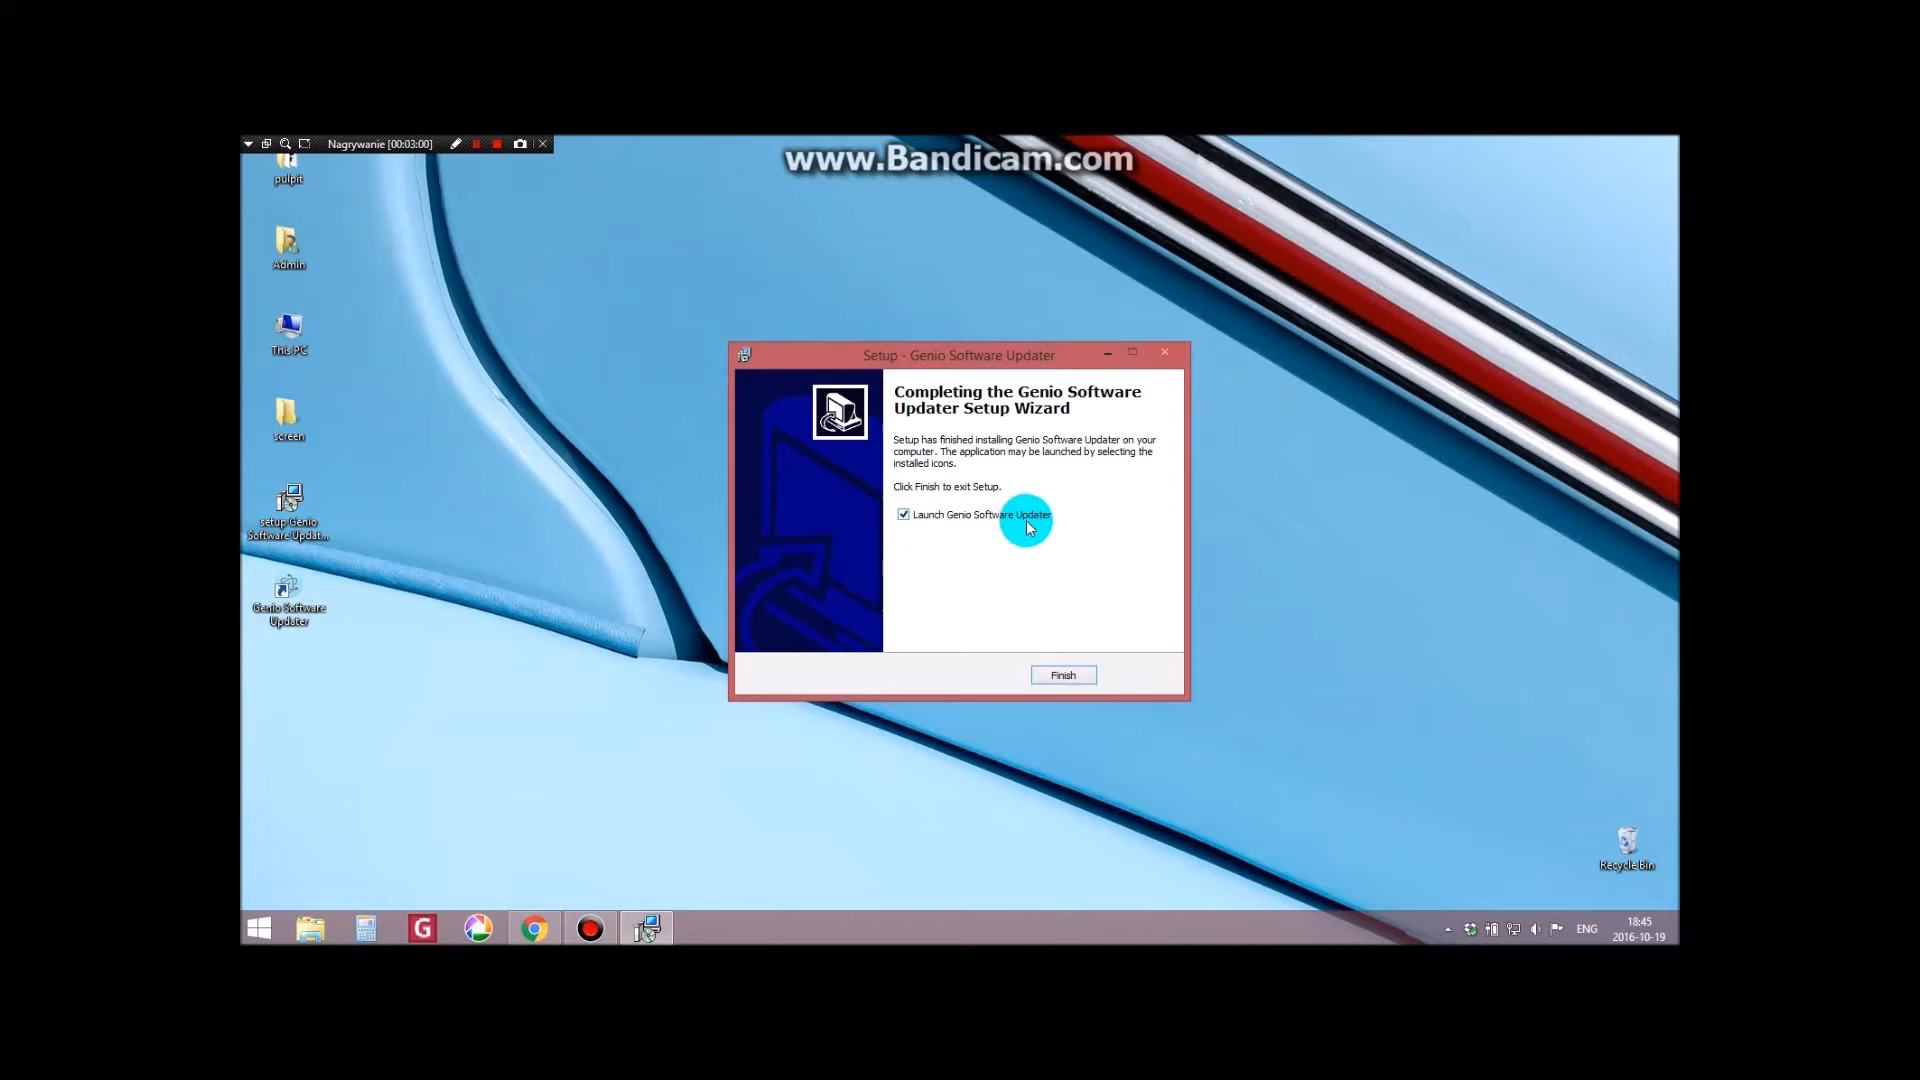 Nagrywanie [00:03:00]
www.Bandicam.com
pulpit
Admin
This PC
screen
setup Genio
Software Updat...
Genio Software
Updater
Setup - Genio Software Updater
Completing the Genio Software
Updater Setup Wizard
Setup has finished installing Genio Software Updater on your
computer. The application may be launched by selecting the
installed icons.
Click Finish to exit Setup.
Launch Genio Software Updater
Finish
Recycle Bin
G
ENG
18:45
2016-10-19